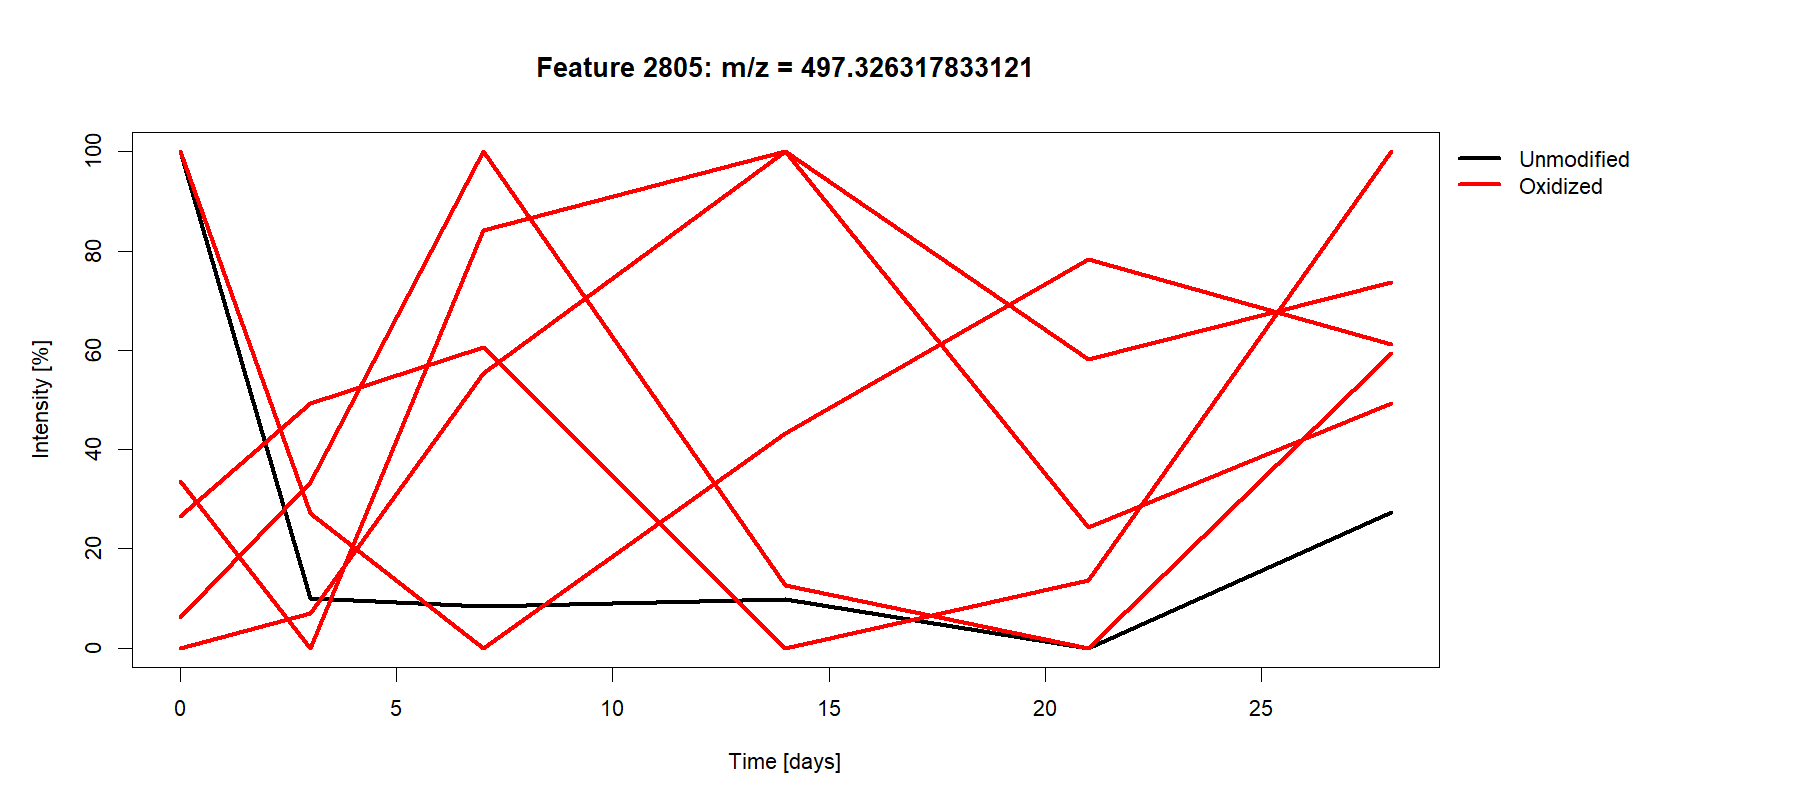 Feature 2805: m/z = 497.326317833121
Unmodified
Oxidized
Intensity [%]
100
80
60
40
20
0
0 5 10 15 20 25
Time [days]